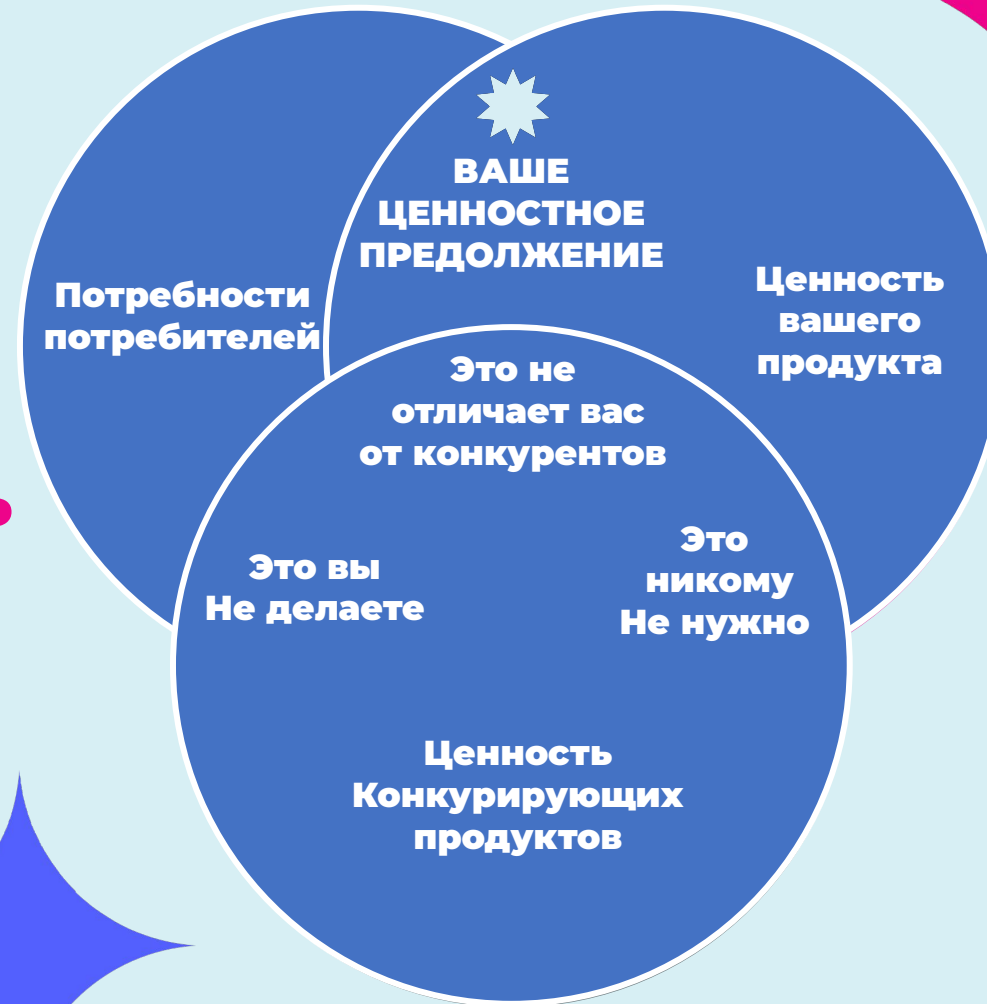 ВАШЕ
ЦЕННОСТНОЕ
ПРЕДОЛЖЕНИЕ
Потребности
потребителей
Ценность
вашего
продукта
Это не
отличает вас
от конкурентов
Это вы
Не делаете
Это
никому
Не нужно
Ценность
Конкурирующих
продуктов